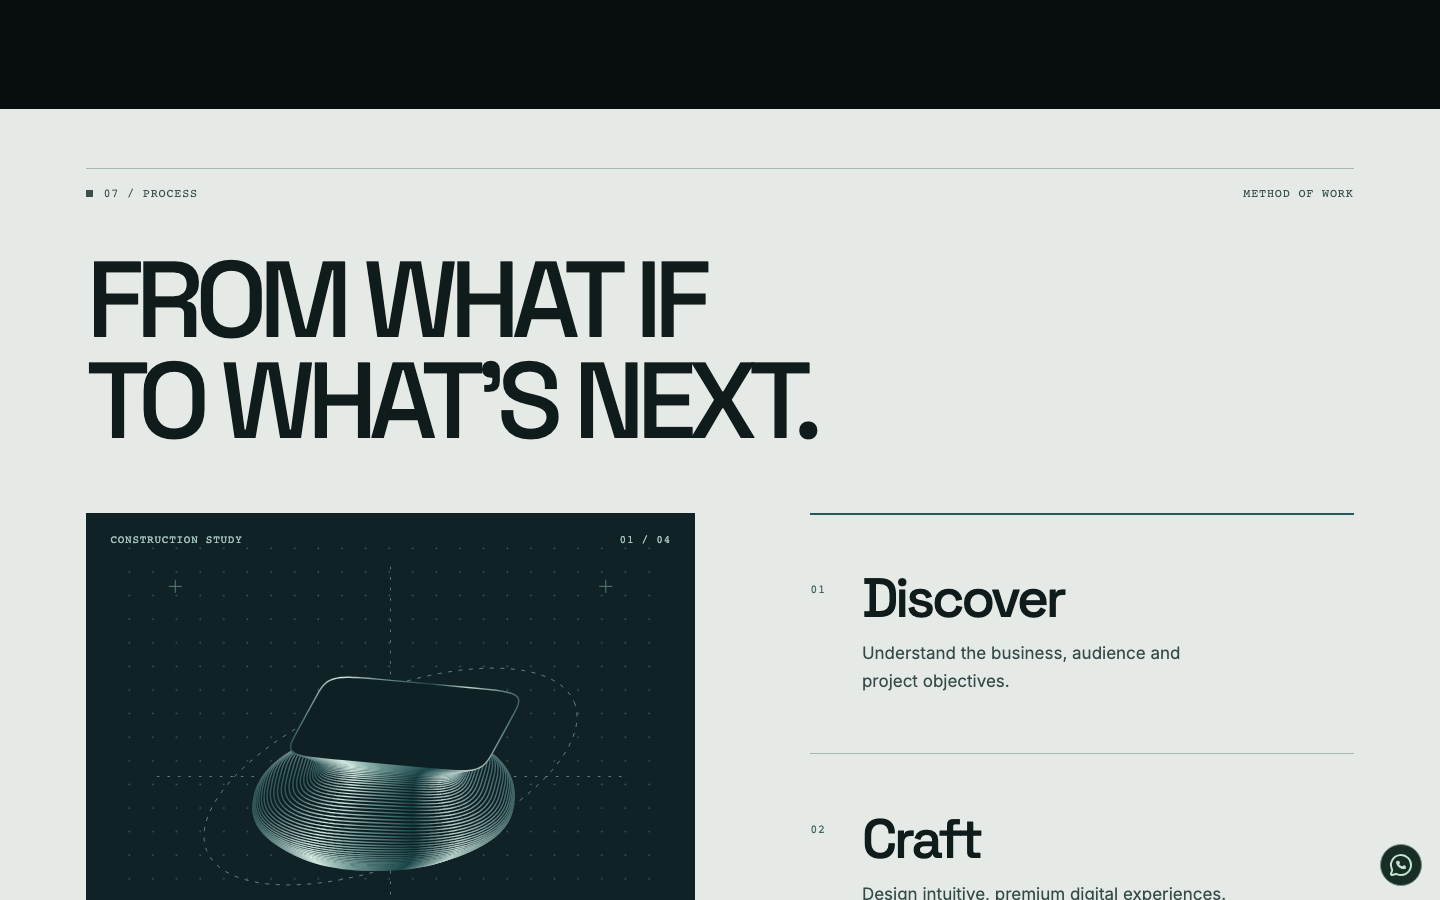 07 / PROCESS
METHOD OF WORK
FROM WHAT IF
TO WHAT’S NEXT.
CONSTRUCTION STUDY
01 / 04
01
Discover
Understand the business, audience and
project objectives.
02
Craft
Design intuitive, premium digital experiences.